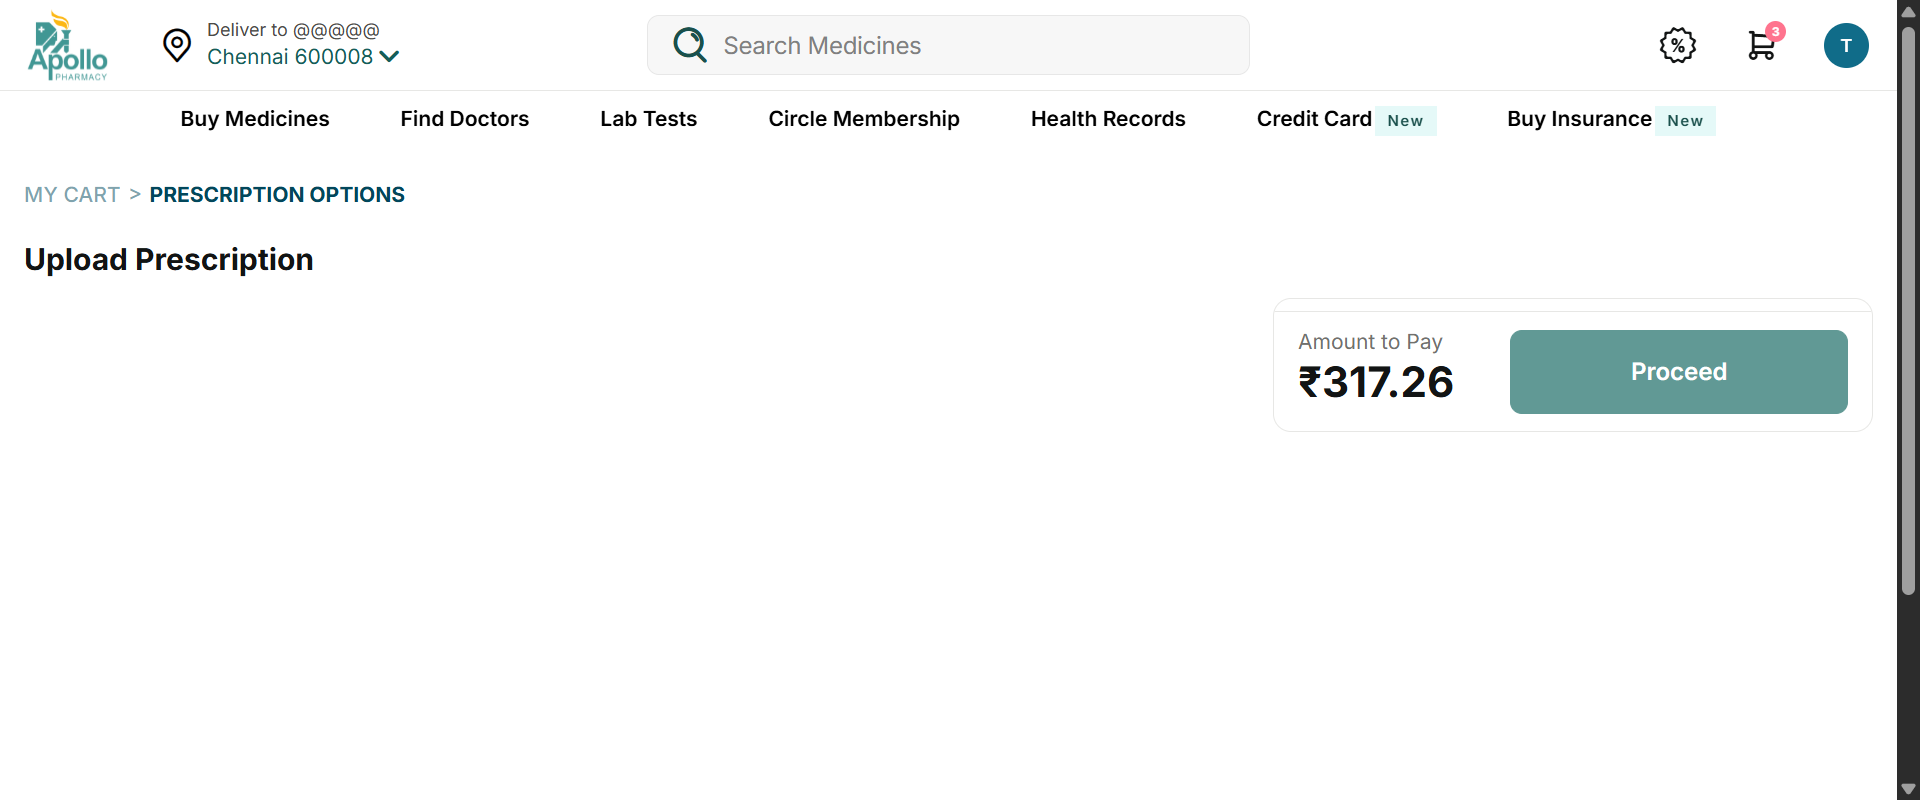 Apollo
PHARMACY
Deliver to @@@@@
Chennai 600008
Search Medicines
%
3
T
Buy Medicines
Find Doctors
Lab Tests
Circle Membership
Health Records
Credit Card New
Buy Insurance New
MY CART > PRESCRIPTION OPTIONS
Upload Prescription
Amount to Pay
₹317.26
Proceed